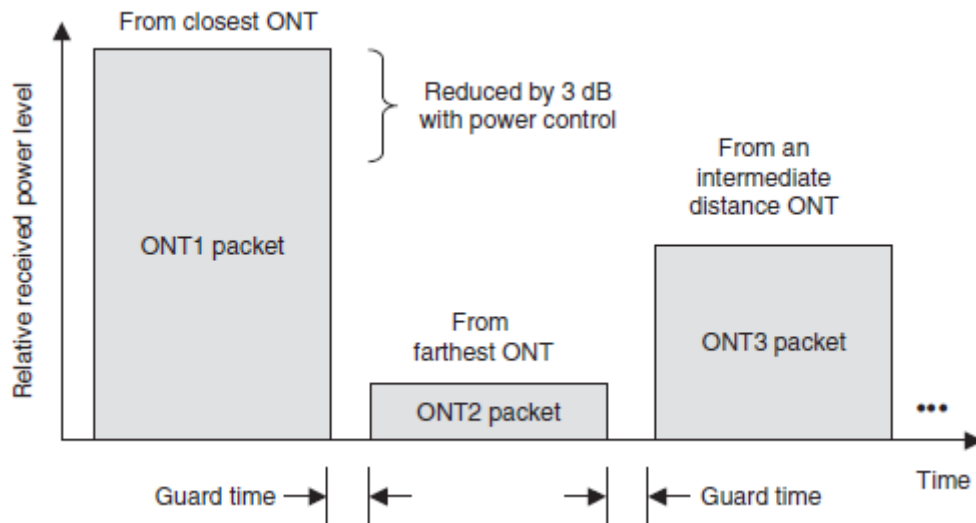 From closest ONT
Relative received power level
Reduced by 3 dB
with power control
From an
intermediate
distance ONT
ONT1 packet
From
farthest ONT
ONT3 packet
ONT2 packet
•••
Time
Guard time
Guard time